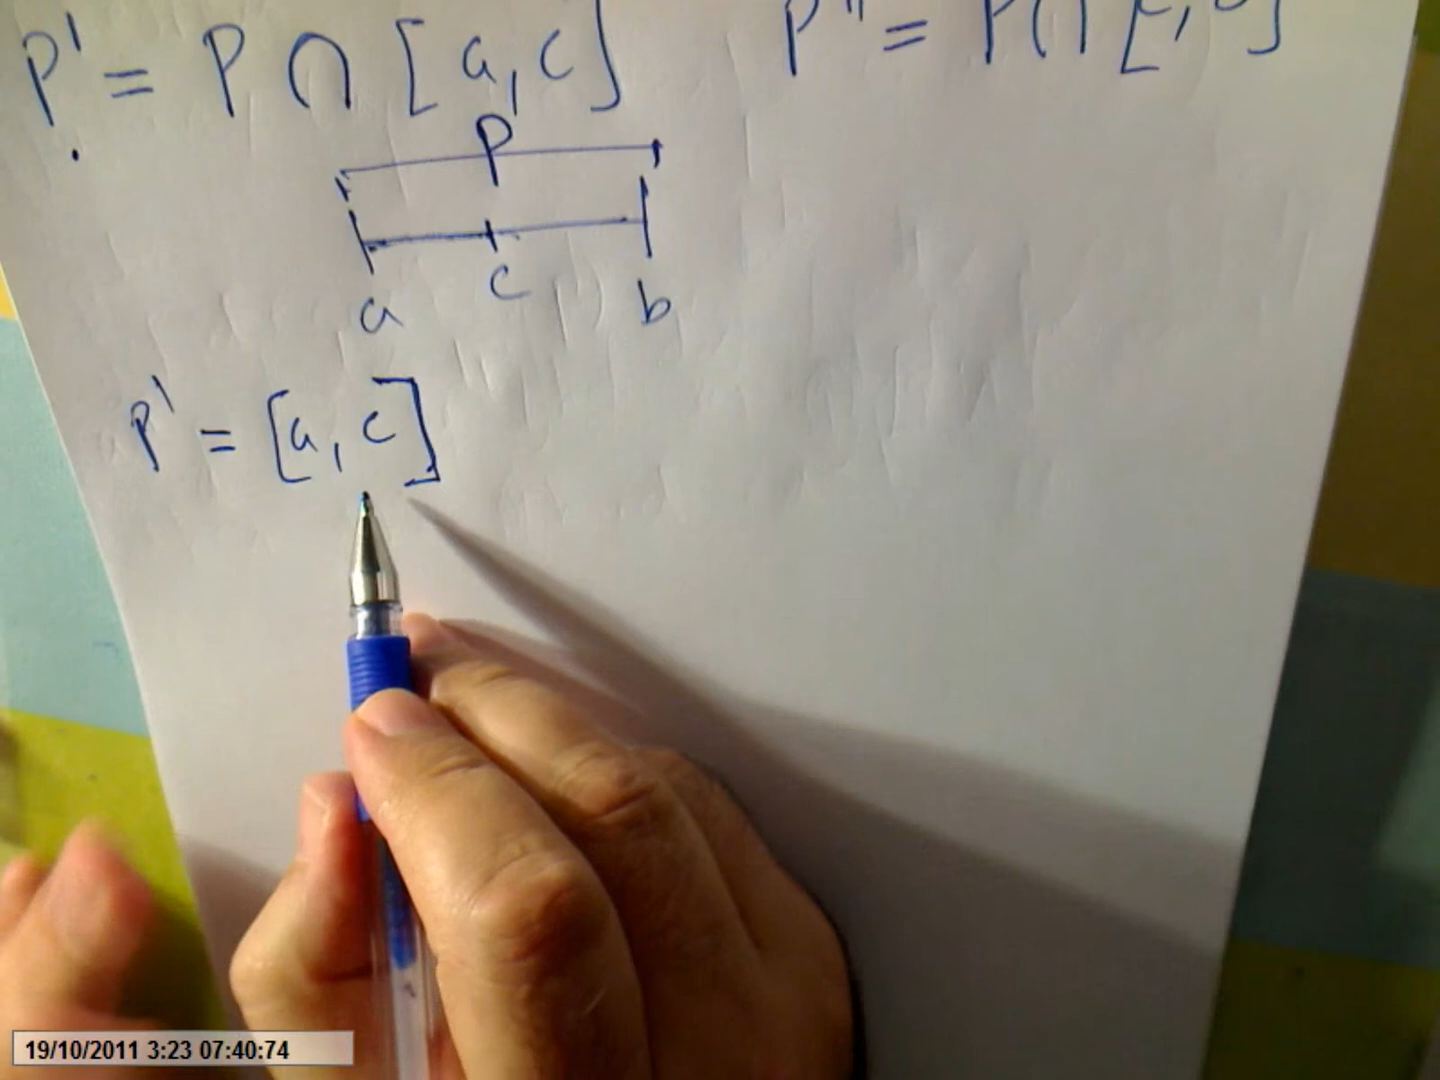 P' = P ∩ [a, c] P'' = P ∩ [c, b]
P
c
a b
P' = [a, c]
19/10/2011 3:23 07:40:74